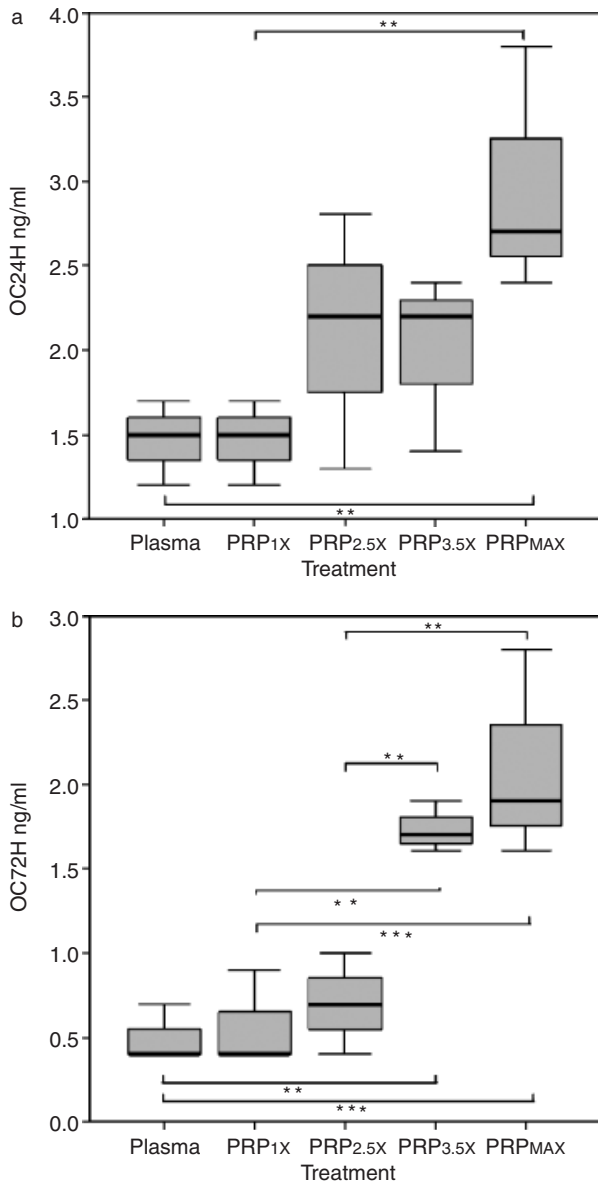 a
**
4.0
3.5
3.0
2.5
2.0
1.5
1.0
OC24H ng/ml
**
Plasma PRP1X PRP2.5X PRP3.5X PRPMAX
Treatment
b
**
**
**
***
**
***
3.0
2.5
2.0
1.5
1.0
0.5
0.0
OC72H ng/ml
Plasma PRP1X PRP2.5X PRP3.5X PRPMAX
Treatment